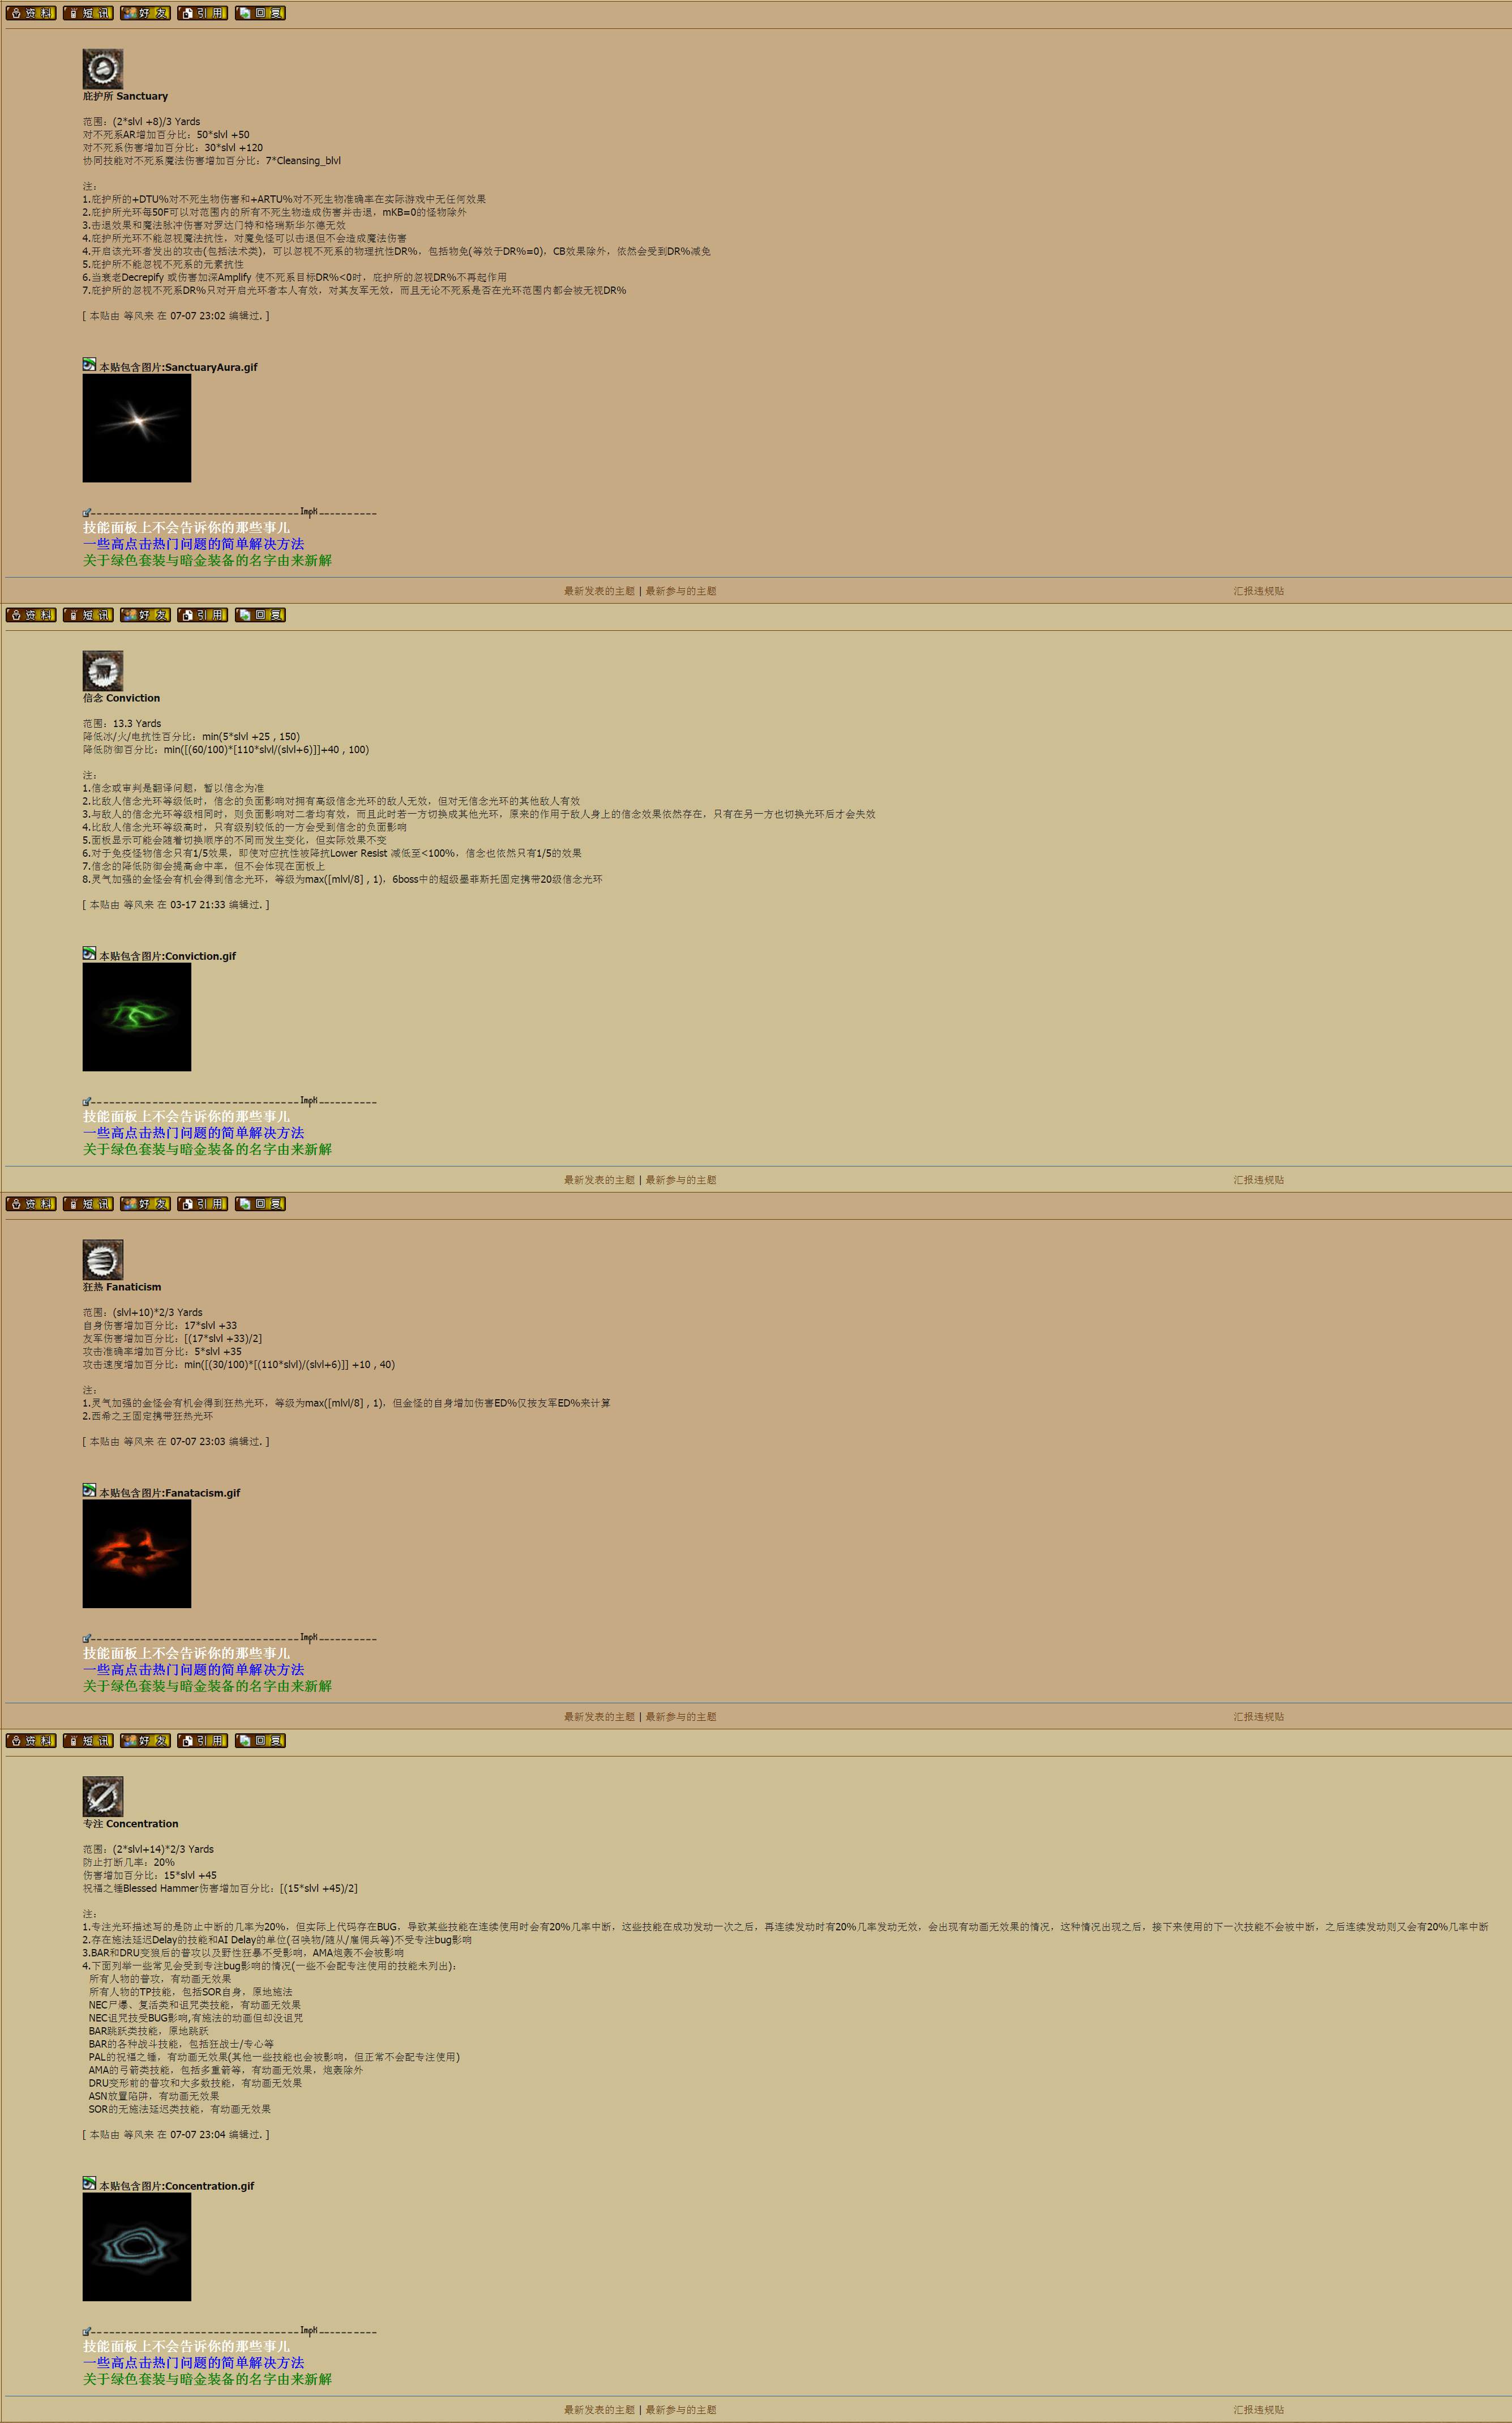 资料 短讯 好友 引用 回复
庇护所 Sanctuary
范围：(2*slvl +8)/3 Yards
对不死系AR增加百分比：50*slvl +50
对不死系伤害增加百分比：30*slvl +120
协同技能对不死系魔法伤害增加百分比：7*Cleansing_blvl
注：
1.庇护所的+DTU%对不死生物伤害和+ARTU%对不死生物准确率在实际游戏中无任何效果
2.庇护所光环每50F可以对范围内的所有不死生物造成伤害并击退，mKB=0的怪物除外
3.击退效果和魔法脉冲伤害对罗达门特和格瑞斯华尔德无效
4.庇护所光环不能忽视魔法抗性，对魔免怪可以击退但不会造成魔法伤害
4.开启该光环者发出的攻击(包括法术类)，可以忽视不死系的物理抗性DR%，包括物免(等效于DR%=0)，CB效果除外，依然会受到DR%减免
5.庇护所不能忽视不死系的元素抗性
6.当衰老Decrepify 或伤害加深Amplify 使不死系目标DR%<0时，庇护所的忽视DR%不再起作用
7.庇护所的忽视不死系DR%只对开启光环者本人有效，对其友军无效，而且无论不死系是否在光环范围内都会被无视DR%
[ 本贴由 等风来 在 07-07 23:02 编辑过. ]
本贴包含图片:SanctuaryAura.gif
-----------------------------------ImpK----------
技能面板上不会告诉你的那些事儿
一些高点击热门问题的简单解决方法
关于绿色套装与暗金装备的名字由来新解
最新发表的主题 | 最新参与的主题 汇报违规贴
资料 短讯 好友 引用 回复
信念 Conviction
范围：13.3 Yards
降低冰/火/电抗性百分比：min(5*slvl +25 , 150)
降低防御百分比：min([(60/100)*[110*slvl/(slvl+6)]]+40 , 100)
注：
1.信念或审判是翻译问题，暂以信念为准
2.比敌人信念光环等级低时，信念的负面影响对拥有高级信念光环的敌人无效，但对无信念光环的其他敌人有效
3.与敌人的信念光环等级相同时，则负面影响对二者均有效，而且此时若一方切换成其他光环，原来的作用于敌人身上的信念效果依然存在，只有在另一方也切换光环后才会失效
4.比敌人信念光环等级高时，只有级别较低的一方会受到信念的负面影响
5.面板显示可能会随着切换顺序的不同而发生变化，但实际效果不变
6.对于免疫怪物信念只有1/5效果，即使对应抗性被降抗Lower Resist 减低至<100%，信念也依然只有1/5的效果
7.信念的降低防御会提高命中率，但不会体现在面板上
8.灵气加强的金怪会有机会得到信念光环，等级为max([mlvl/8] , 1)，6boss中的超级墨菲斯托固定携带20级信念光环
[ 本贴由 等风来 在 03-17 21:33 编辑过. ]
本贴包含图片:Conviction.gif
-----------------------------------ImpK----------
技能面板上不会告诉你的那些事儿
一些高点击热门问题的简单解决方法
关于绿色套装与暗金装备的名字由来新解
最新发表的主题 | 最新参与的主题 汇报违规贴
资料 短讯 好友 引用 回复
狂热 Fanaticism
范围：(slvl+10)*2/3 Yards
自身伤害增加百分比：17*slvl +33
友军伤害增加百分比：[(17*slvl +33)/2]
攻击准确率增加百分比：5*slvl +35
攻击速度增加百分比：min([(30/100)*[(110*slvl)/(slvl+6)]] +10 , 40)
注：
1.灵气加强的金怪会有机会得到狂热光环，等级为max([mlvl/8] , 1)，但金怪的自身增加伤害ED%仅按友军ED%来计算
2.西希之王固定携带狂热光环
[ 本贴由 等风来 在 07-07 23:03 编辑过. ]
本贴包含图片:Fanatacism.gif
-----------------------------------ImpK----------
技能面板上不会告诉你的那些事儿
一些高点击热门问题的简单解决方法
关于绿色套装与暗金装备的名字由来新解
最新发表的主题 | 最新参与的主题 汇报违规贴
资料 短讯 好友 引用 回复
专注 Concentration
范围：(2*slvl+14)*2/3 Yards
防止打断几率：20%
伤害增加百分比：15*slvl +45
祝福之锤Blessed Hammer伤害增加百分比：[(15*slvl +45)/2]
注：
1.专注光环描述写的是防止中断的几率为20%，但实际上代码存在BUG，导致某些技能在连续使用时会有20%几率中断，这些技能在成功发动一次之后，再连续发动时有20%几率发动无效，会出现有动画无效果的情况，这种情况出现之后，接下来使用的下一次技能不会被中断，之后连续发动则又会有20%几率中断
2.存在施法延迟Delay的技能和AI Delay的单位(召唤物/随从/雇佣兵等)不受专注bug影响
3.BAR和DRU变狼后的普攻以及野性狂暴不受影响，AMA炮轰不会被影响
4.下面列举一些常见会受到专注bug影响的情况(一些不会配专注使用的技能未列出)：
所有人物的普攻，有动画无效果
所有人物的TP技能，包括SOR自身，原地施法
NEC尸爆、复活类和诅咒类技能，有动画无效果
NEC诅咒技受BUG影响,有施法的动画但却没诅咒
BAR跳跃类技能，原地跳跃
BAR的各种战斗技能，包括狂战士/专心等
PAL的祝福之锤，有动画无效果(其他一些技能也会被影响，但正常不会配专注使用)
AMA的弓箭类技能，包括多重箭等，有动画无效果，炮轰除外
DRU变形前的普攻和大多数技能，有动画无效果
ASN放置陷阱，有动画无效果
SOR的无施法延迟类技能，有动画无效果
[ 本贴由 等风来 在 07-07 23:04 编辑过. ]
本贴包含图片:Concentration.gif
-----------------------------------ImpK----------
技能面板上不会告诉你的那些事儿
一些高点击热门问题的简单解决方法
关于绿色套装与暗金装备的名字由来新解
最新发表的主题 | 最新参与的主题 汇报违规贴